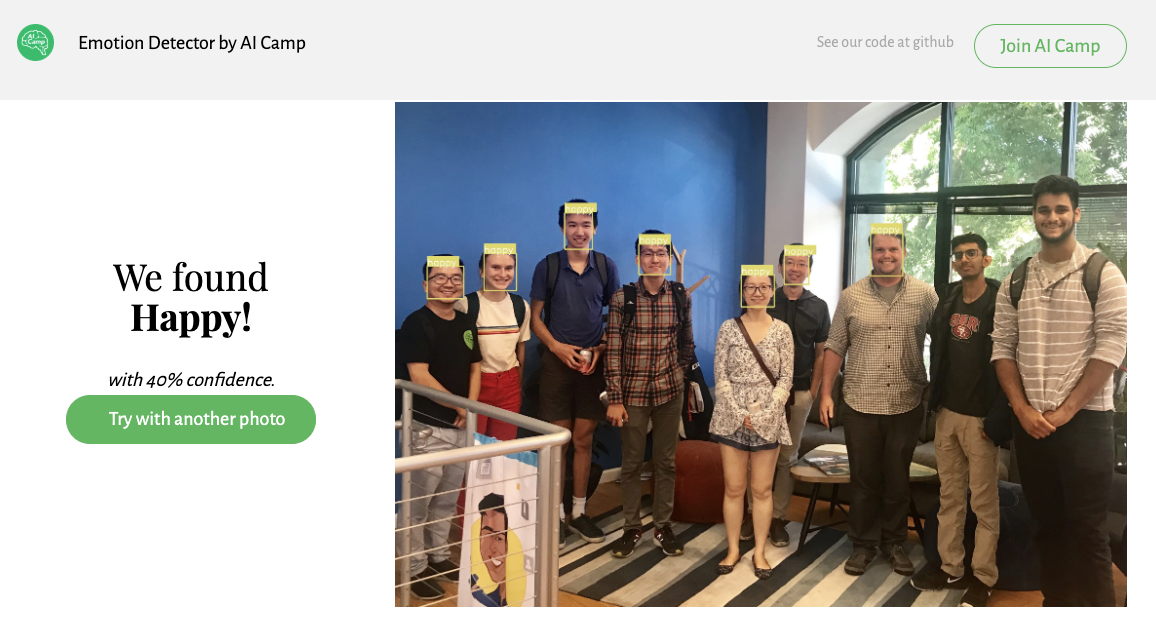 AI
Camp
Emotion Detector by AI Camp
See our code at github
Join AI Camp
We found
Happy!
with 40% confidence.
Try with another photo
happy
happy
happy
happy
happy
happy
happy